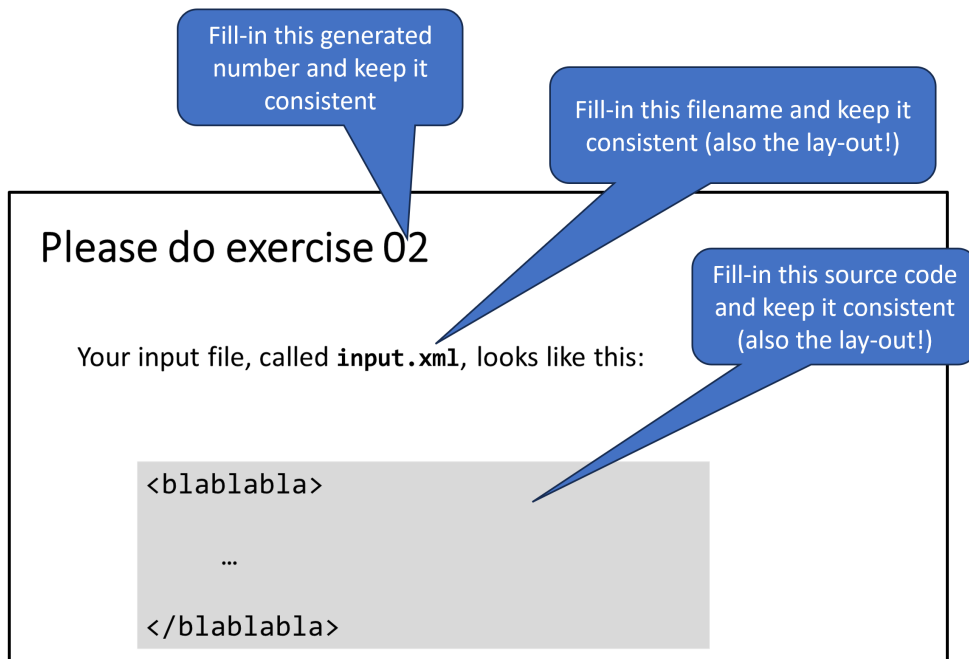 Fill-in this generated
number and keep it
consistent
Fill-in this filename and keep it
consistent (also the lay-out!)
Please do exercise 02
Fill-in this source code
and keep it consistent
(also the lay-out!)
Your input file, called input.xml, looks like this:
<blablabla>
…
</blablabla>